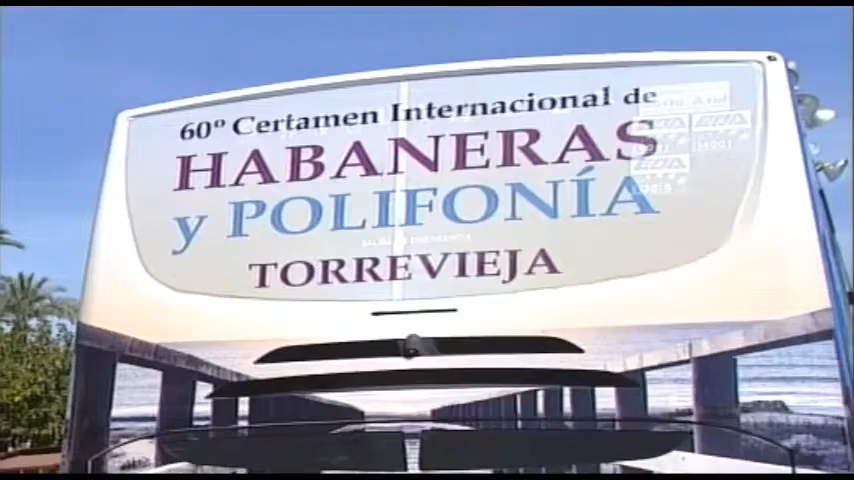 60º Certamen Internacional de
HABANERAS
y POLIFONÍA
TORREVIEJA